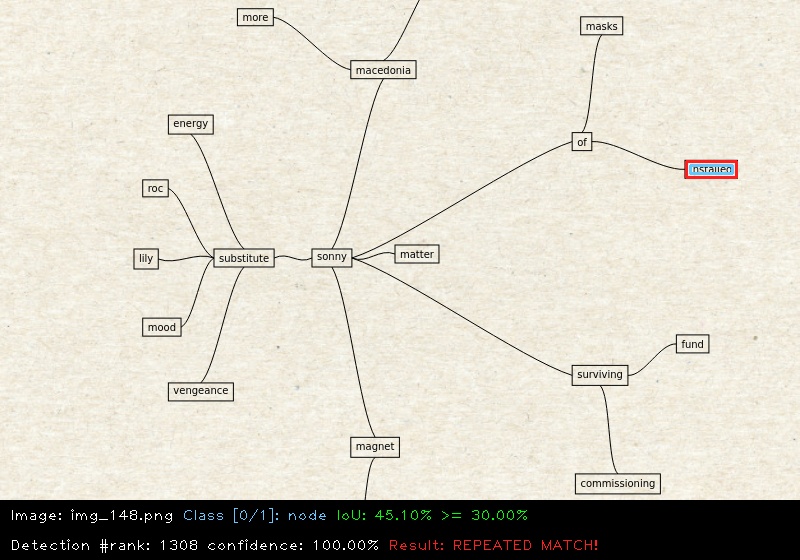 more
masks
macedonia
energy
of
installed
roc
matter
sonny
substitute
lily
mood
fund
surviving
vengeance
magnet
commissioning
Image: img_148.png Class [0/1]: node IoU: 45.10% >= 30.00%
Detection #rank: 1308 confidence: 100.00% Result: REPEATED MATCH!